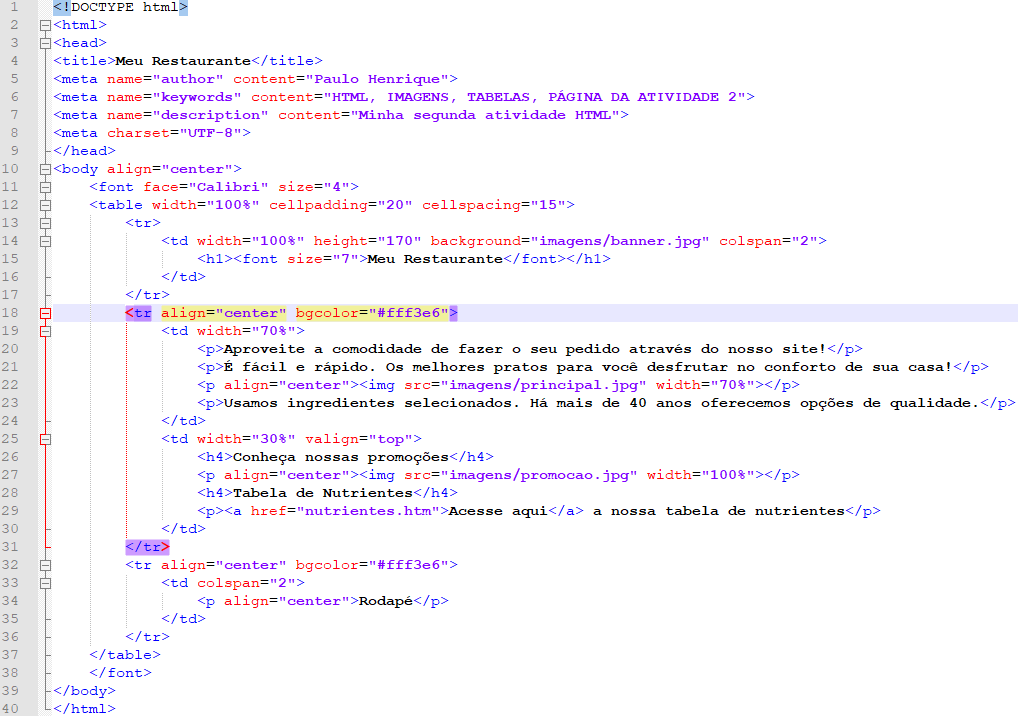 1 <!DOCTYPE html>
2 <html>
3 <head>
4 <title>Meu Restaurante</title>
5 <meta name="author" content="Paulo Henrique">
6 <meta name="keywords" content="HTML, IMAGENS, TABELAS, PÁGINA DA ATIVIDADE 2">
7 <meta name="description" content="Minha segunda atividade HTML">
8 <meta charset="UTF-8">
9 </head>
10 <body align="center">
11 <font face="Calibri" size="4">
12 <table width="100%" cellpadding="20" cellspacing="15">
13 <tr>
14 <td width="100%" height="170" background="imagens/banner.jpg" colspan="2">
15 <h1><font size="7">Meu Restaurante</font></h1>
16 </td>
17 </tr>
18 <tr align="center" bgcolor="#fff3e6">
19 <td width="70%">
20 <p>Aproveite a comodidade de fazer o seu pedido através do nosso site!</p>
21 <p>É fácil e rápido. Os melhores pratos para você desfrutar no conforto de sua casa!</p>
22 <p align="center"><img src="imagens/principal.jpg" width="70%"></p>
23 <p>Usamos ingredientes selecionados. Há mais de 40 anos oferecemos opções de qualidade.</p>
24 </td>
25 <td width="30%" valign="top">
26 <h4>Conheça nossas promoções</h4>
27 <p align="center"><img src="imagens/promocao.jpg" width="100%"></p>
28 <h4>Tabela de Nutrientes</h4>
29 <p><a href="nutrientes.htm">Acesse aqui</a> a nossa tabela de nutrientes</p>
30 </td>
31 </tr>
32 <tr align="center" bgcolor="#fff3e6">
33 <td colspan="2">
34 <p align="center">Rodapé</p>
35 </td>
36 </tr>
37 </table>
38 </font>
39 </body>
40 </html>